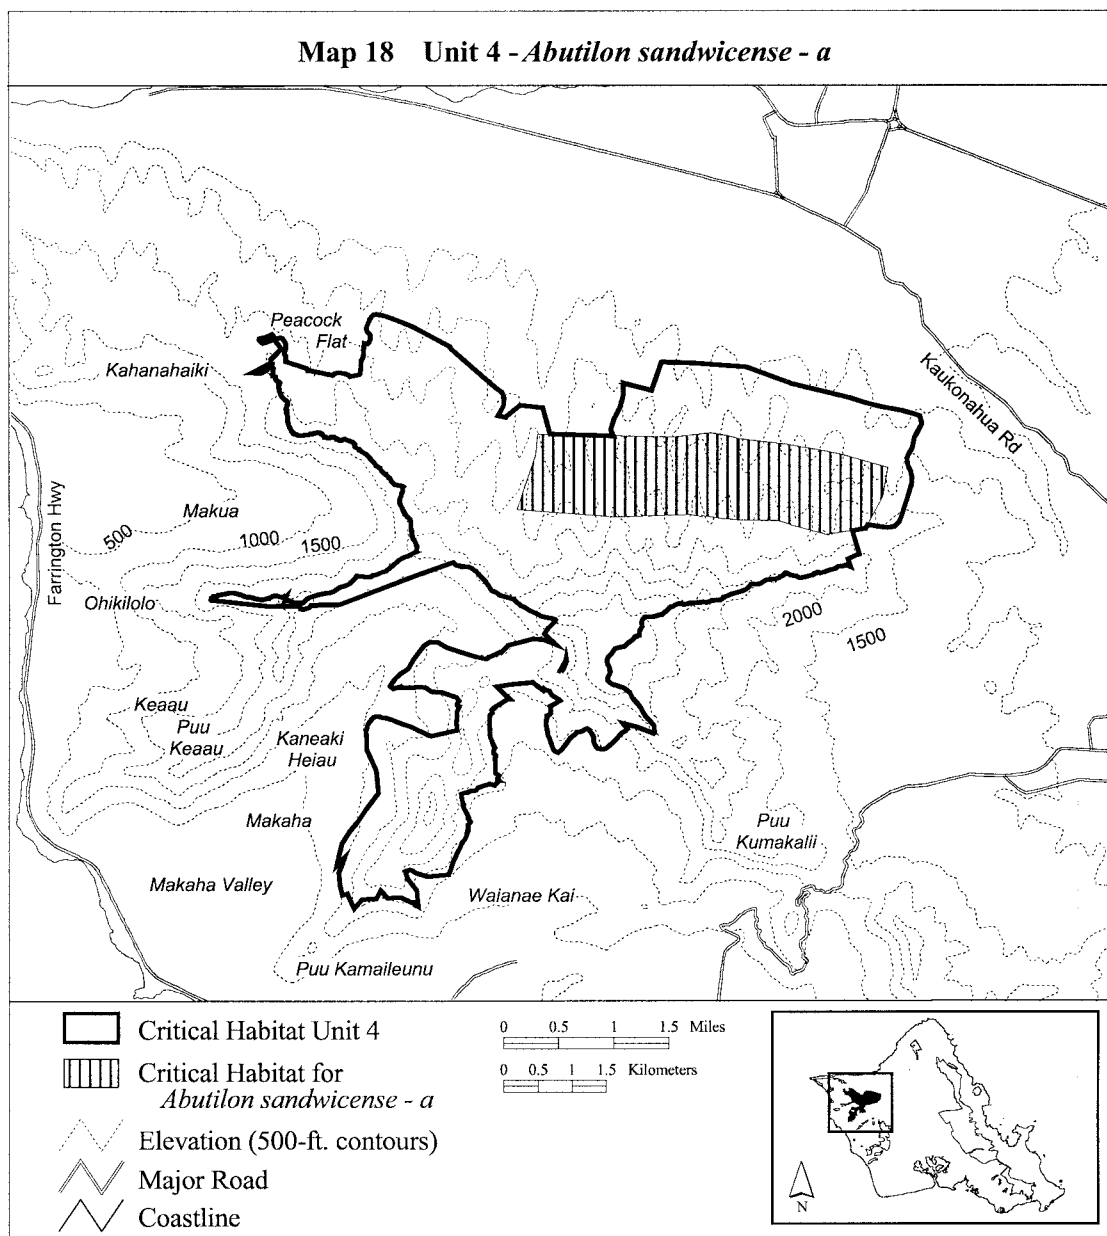 Map 18 Unit 4 - Abutilon sandwicense - a
Peacock
Flat
Kahanahaiki
Kaukonahua Rd
Farrington Hwy
Makua
500
1000
1500
Ohikilolo
2000
1500
Keaau
Puu
Keaau
Kaneaki
Heiau
Makaha
Puu
Kumakalii
Makaha Valley
Waianae Kai
Puu Kamaileunu
Critical Habitat Unit 4
Critical Habitat for
Abutilon sandwicense - a
Elevation (500-ft. contours)
Major Road
Coastline
0 0.5 1 1.5 Miles
0 0.5 1 1.5 Kilometers
N